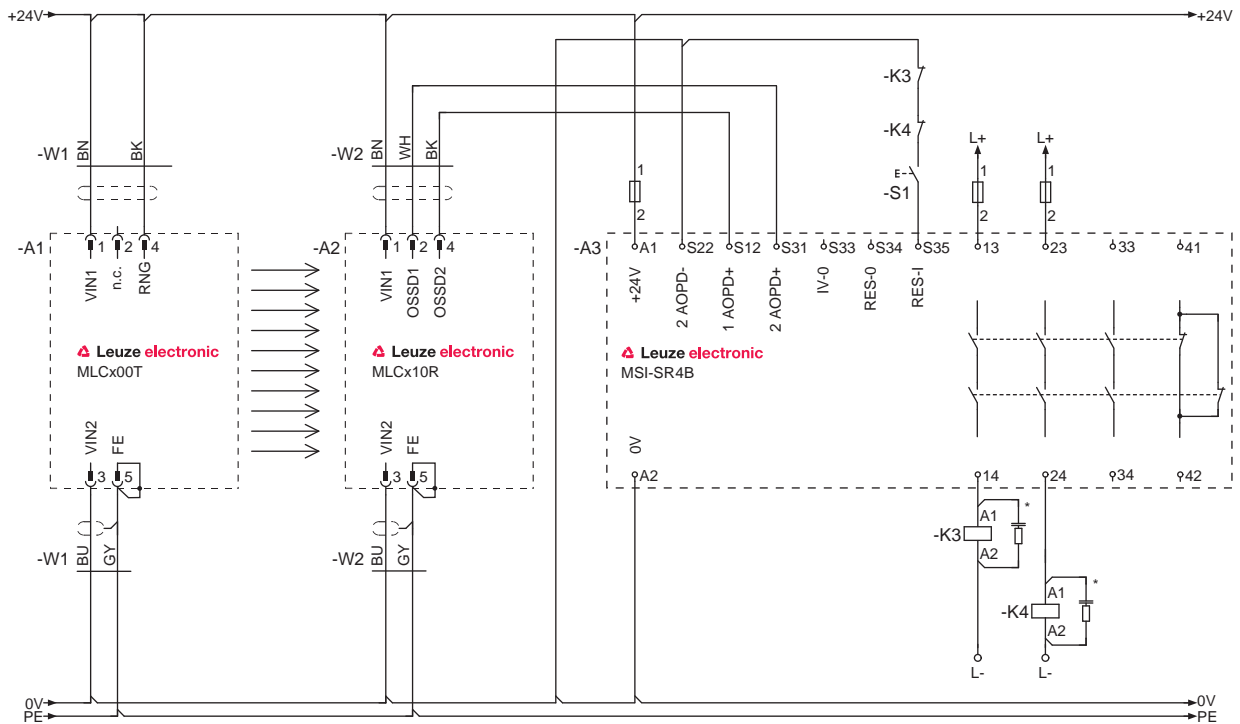 +24V +24V
-K3
-K4
L+ L+
-W1 BN BK
-W2 BN WH BK
1 1 1
E
-S1
2 2 2
-A1 1 2 4
-A2 1 2 4
-A3 A1 S22 S12 S31 S33 S34 S35 13 23 33 41
VIN1 n.c. RNG
VIN1 OSSD1 OSSD2
+24V 2 AOPD- 1 AOPD+ 2 AOPD+ IV-0 RES-0 RES-I
Leuze electronic
MLCx00T
Leuze electronic
MLCx10R
Leuze electronic
MSI-SR4B
VIN2 FE
VIN2 FE
0V
3 5
3 5
A2 14 24 34 42
A1 *
-K3
A2
-W1 BU GY
-W2 BU GY
A1 *
-K4
A2
L- L-
0V 0V
PE PE